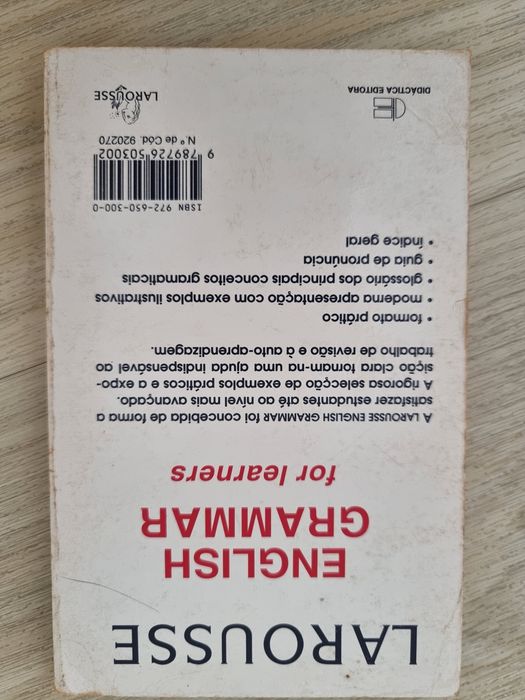 LAROUSSE
ENGLISH
GRAMMAR
for learners
A LAROUSSE ENGLISH GRAMMAR foi concebida de forma a
satisfazer estudantes até ao nível mais avançado.
A rigorosa selecção de exemplos práticos e a expo-
sição clara tornam-na uma ajuda indispensável ao
trabalho de revisão e à auto-aprendizagem.
• formato prático
• moderna apresentação com exemplos ilustrativos
• glossário dos principais conceitos gramaticais
• guia de pronúncia
• índice geral
ISBN 972-650-300-0
9 789726 503002
N.º de Cód. 920270
DIDÁCTICA EDITORA
LAROUSSE